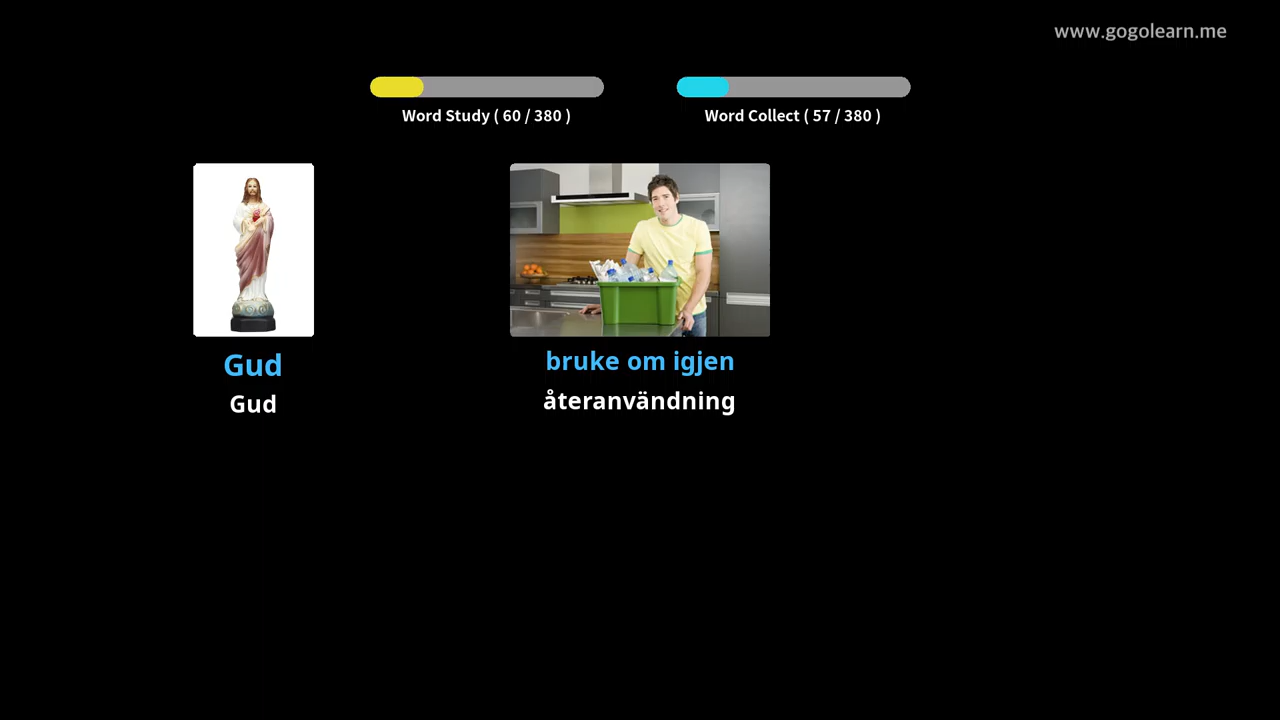 www.gogolearn.me
Word Study ( 60 / 380 )
Word Collect ( 57 / 380 )
Gud
Gud
bruke om igjen
återanvändning